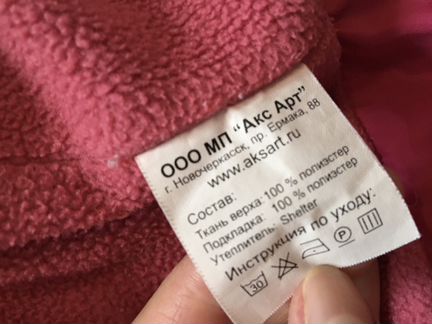 ООО МП "Акс Арт"
г. Новочеркасск, пр. Ермака, 88
www.aksart.ru
Состав:
Ткань верха: 100 % полиэстер
Подкладка: 100 % полиэстер
Утеплитель: Shelter
Инструкция по уходу:
30 P